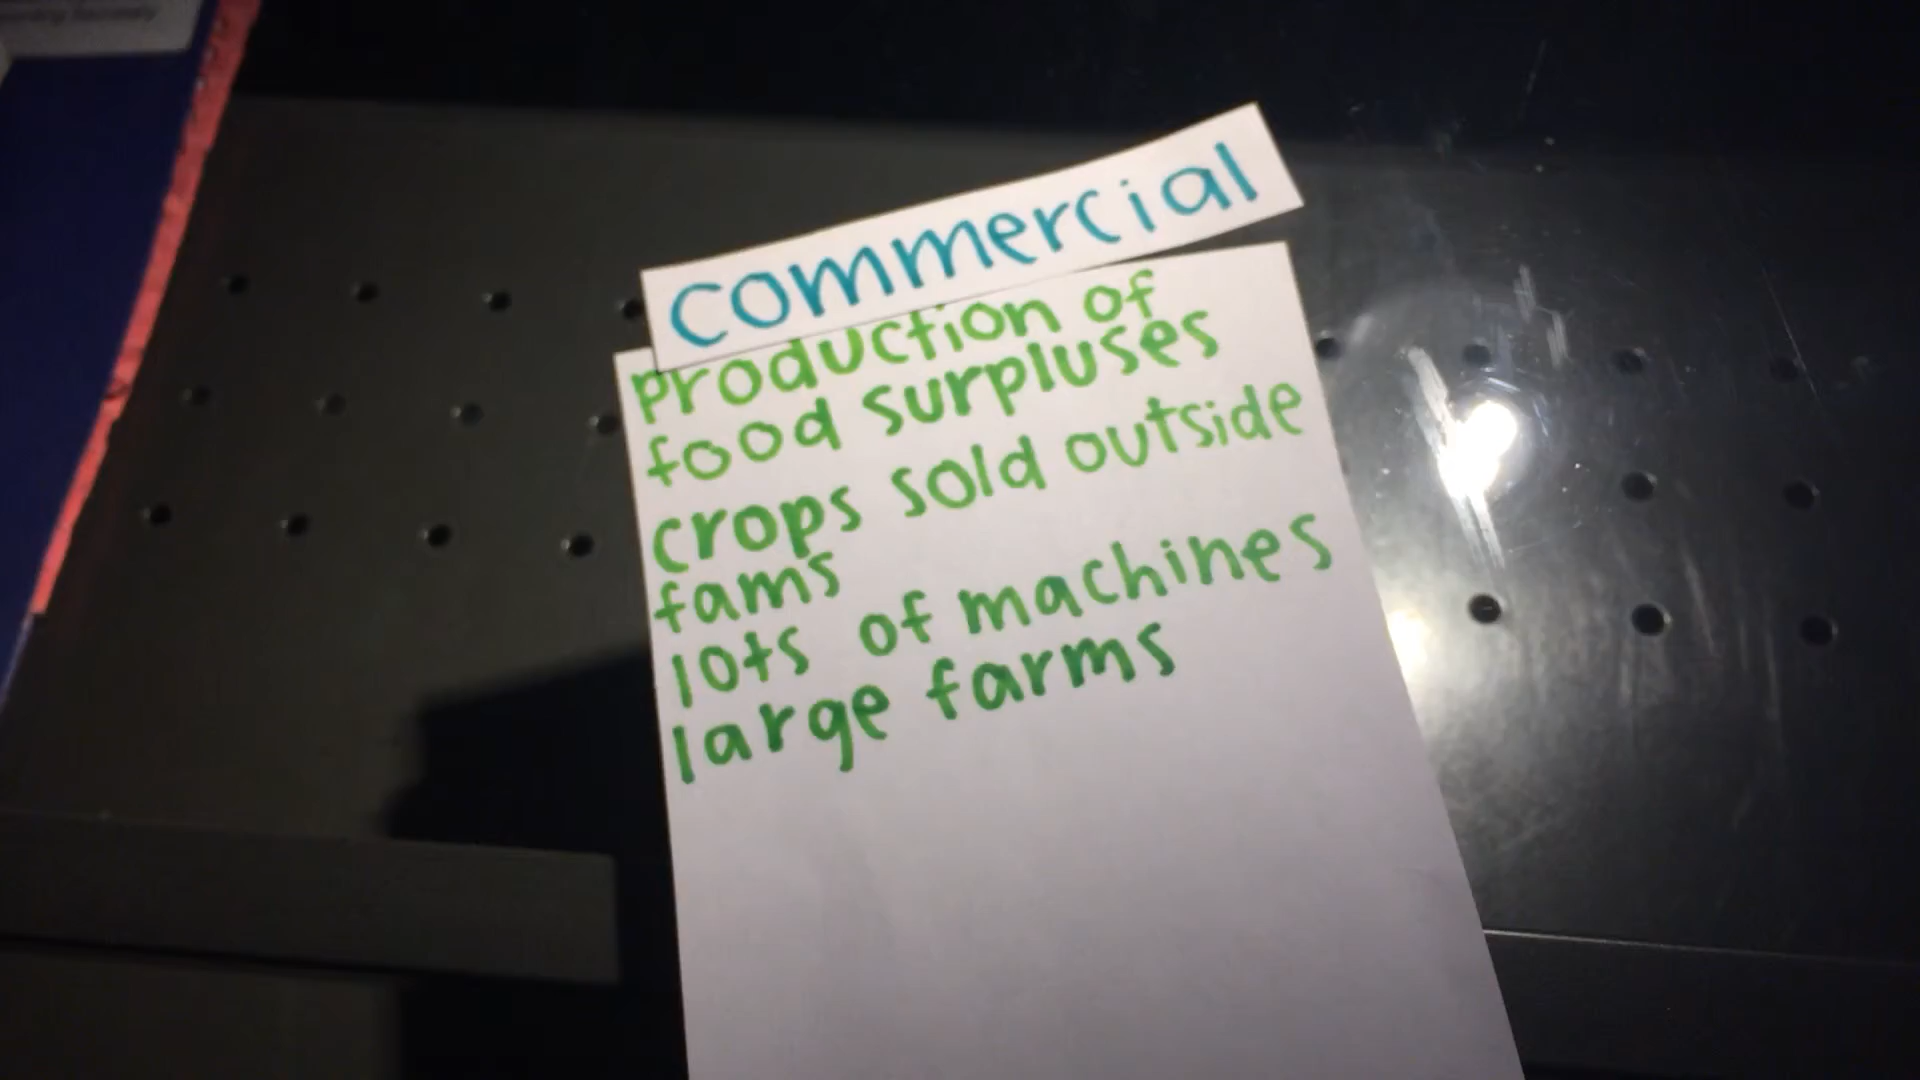 commercial
production of
food surpluses
crops sold outside
fams
lots of machines
large farms